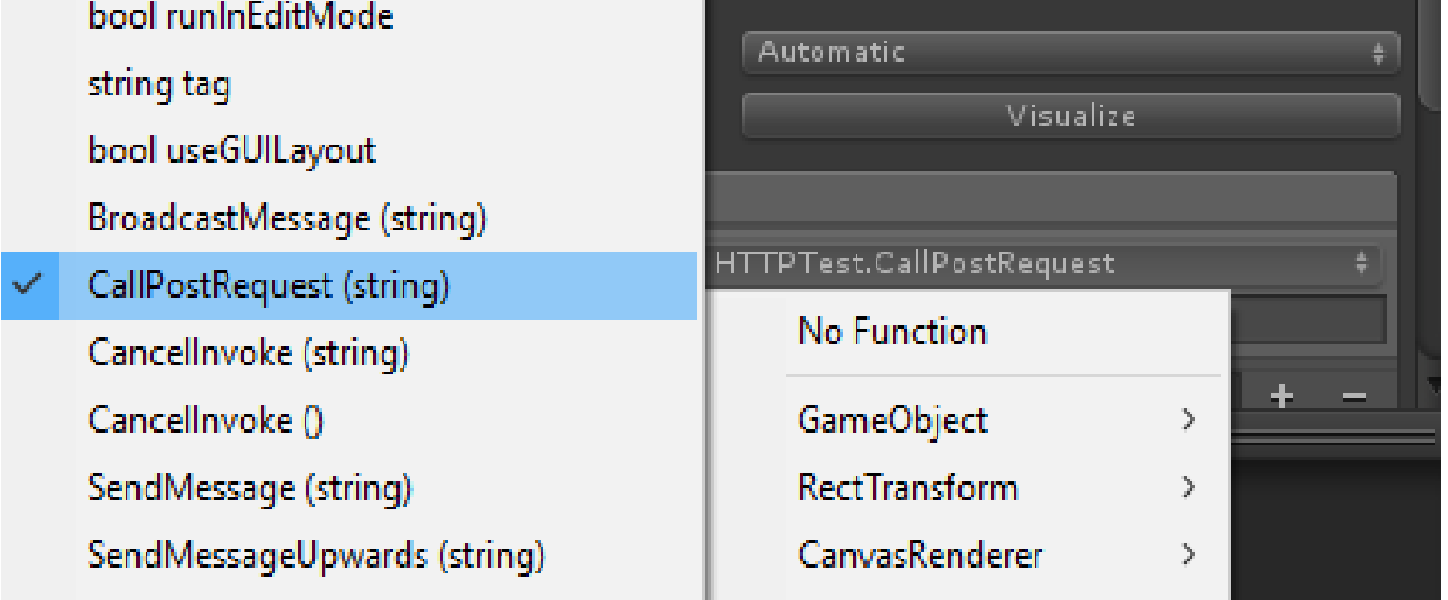 bool runInEditMode
string tag
bool useGUILayout
BroadcastMessage (string)
CallPostRequest (string)
CancelInvoke (string)
CancelInvoke ()
SendMessage (string)
SendMessageUpwards (string)
Automatic
Visualize
HTTPTest.CallPostRequest
No Function
GameObject
RectTransform
CanvasRenderer